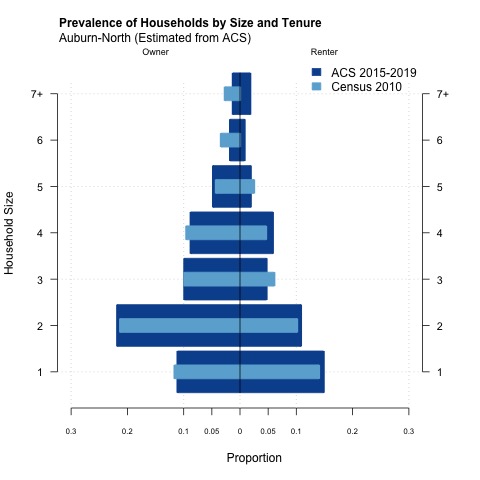 Prevalence of Households by Size and Tenure
Auburn-North (Estimated from ACS)
Owner
Renter
ACS 2015-2019
Census 2010
7+
7+
6
6
5
5
4
4
3
3
2
2
1
1
Household Size
0.3
0.2
0.1
0.05
0
0.05
0.1
0.2
0.3
Proportion